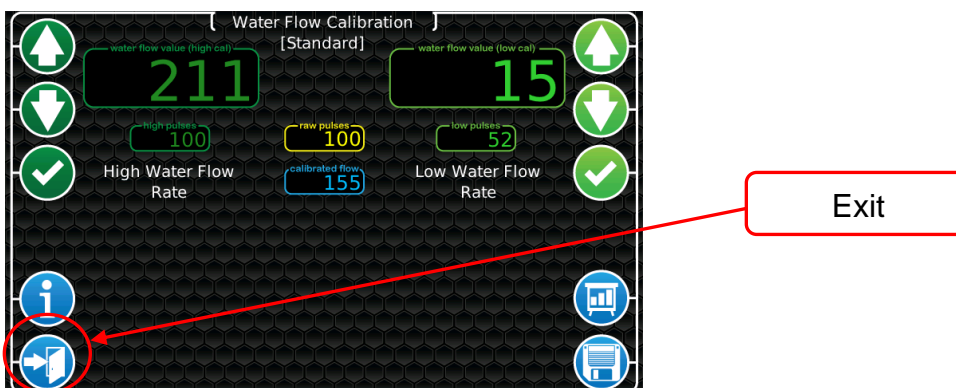 Water Flow Calibration
[Standard]
water flow value (high cal)
211
water flow value (low cal)
15
high pulses
100
raw pulses
100
low pulses
52
High Water Flow
Rate
calibrated flow
155
Low Water Flow
Rate
Exit